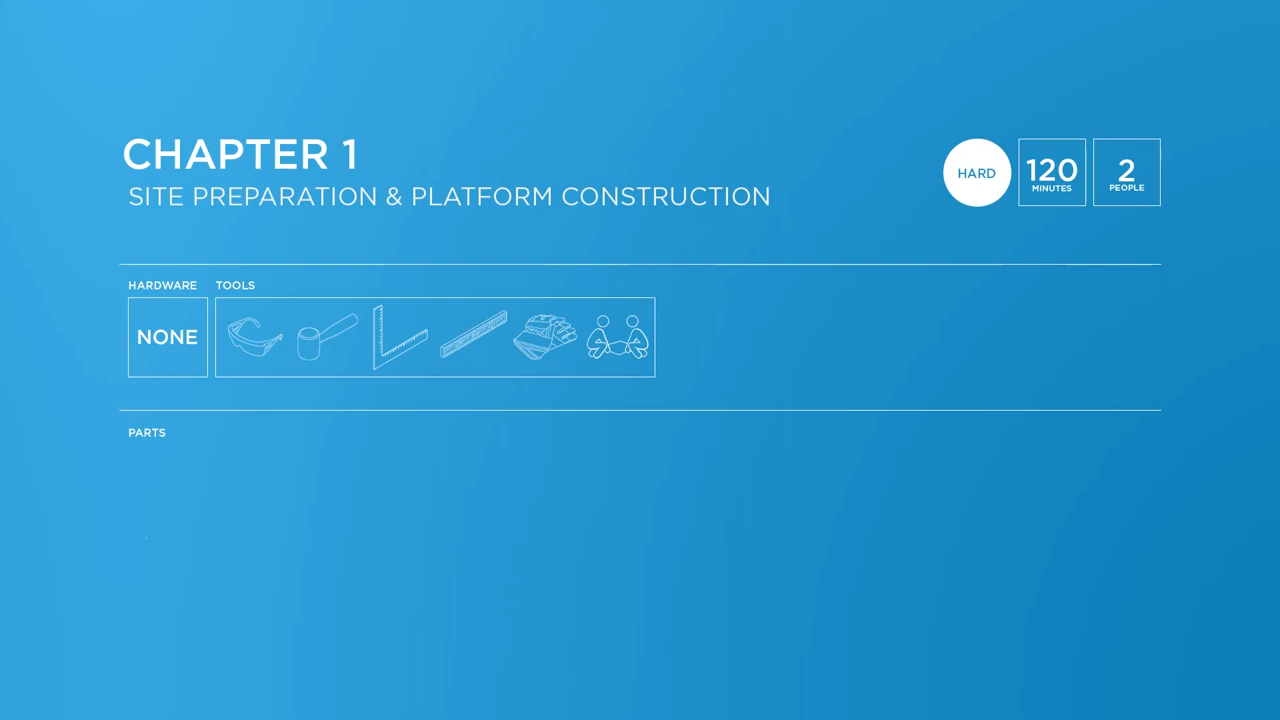 CHAPTER 1
SITE PREPARATION & PLATFORM CONSTRUCTION
HARD
120
MINUTES
2
PEOPLE
HARDWARE
TOOLS
NONE
PARTS